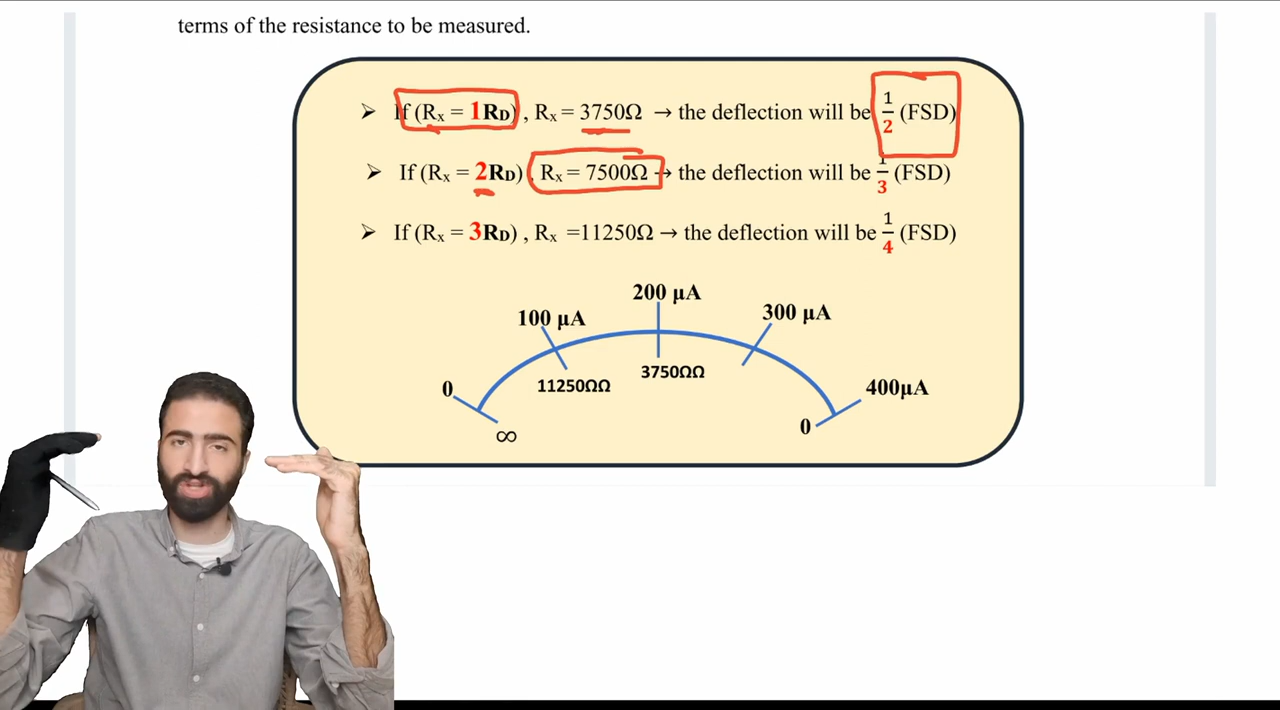 terms of the resistance to be measured.
➢ If (Rx = 1RD) , Rx = 3750Ω → the deflection will be 1/2 (FSD)
➢ If (Rx = 2RD) Rx = 7500Ω → the deflection will be 1/3 (FSD)
➢ If (Rx = 3RD) , Rx =11250Ω → the deflection will be 1/4 (FSD)
200 µA
100 µA
300 µA
3750ΩΩ
11250ΩΩ
0
400µA
∞
0